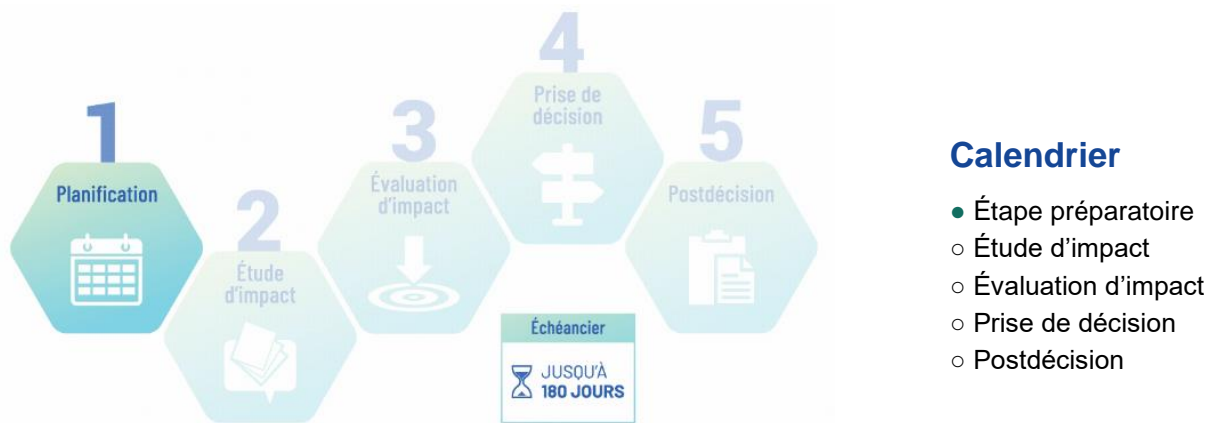 1
Planification
2
Étude
d'impact
3
Évaluation
d'impact
4
Prise de
décision
5
Postdécision
Échéancier
JUSQU'À
180 JOURS
Calendrier
● Étape préparatoire
○ Étude d’impact
○ Évaluation d’impact
○ Prise de décision
○ Postdécision